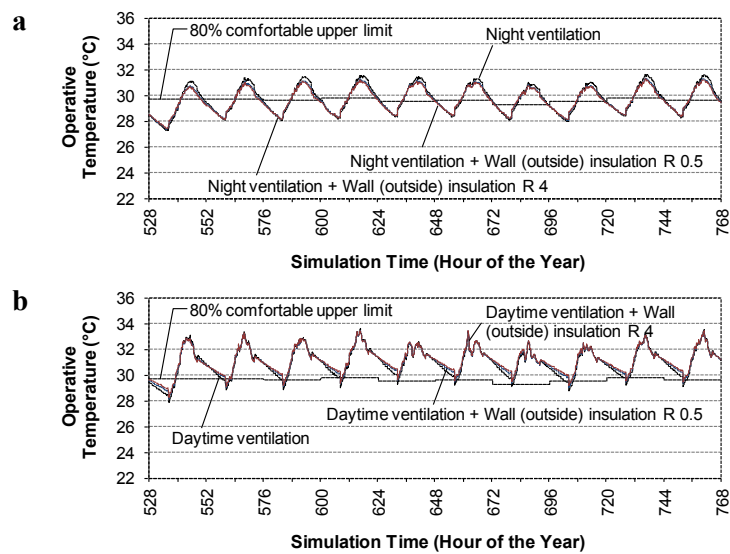 a
36
34
32
30
28
26
24
22
Operative
Temperature (°C)
80% comfortable upper limit
Night ventilation
Night ventilation + Wall (outside) insulation R 0.5
Night ventilation + Wall (outside) insulation R 4
528
552
576
600
624
648
672
696
720
744
768
Simulation Time (Hour of the Year)
b
36
34
32
30
28
26
24
22
Operative
Temperature (°C)
80% comfortable upper limit
Daytime ventilation + Wall
(outside) insulation R 4
Daytime ventilation + Wall (outside) insulation R 0.5
Daytime ventilation
528
552
576
600
624
648
672
696
720
744
768
Simulation Time (Hour of the Year)